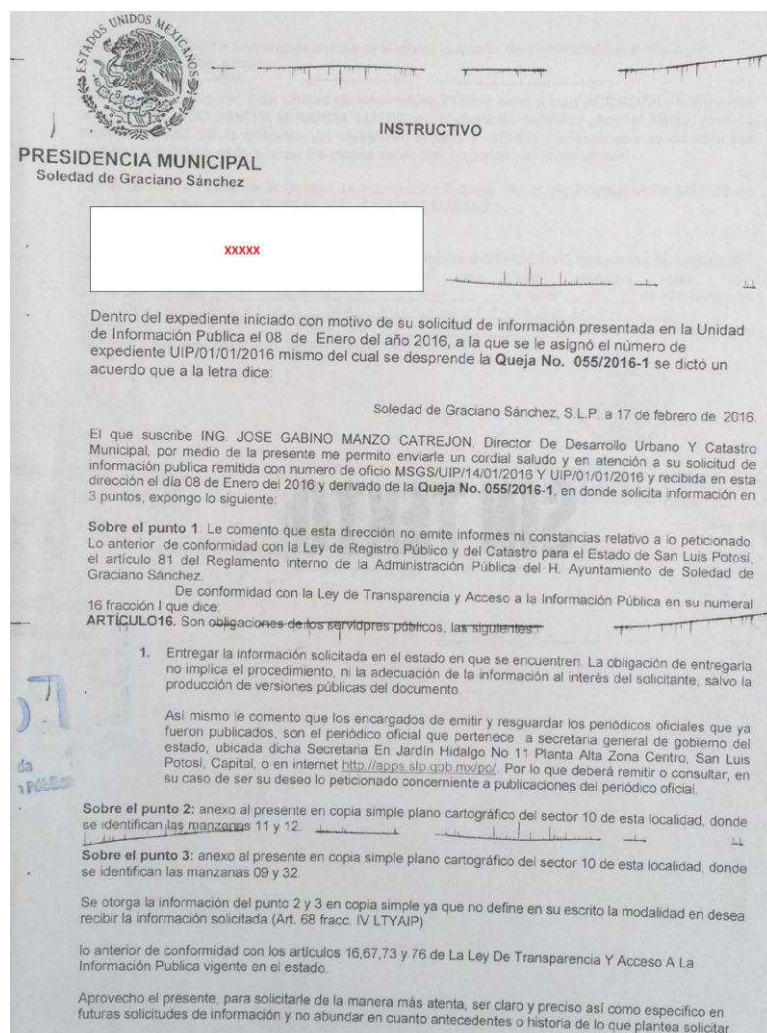 ESTADOS UNIDOS MEXICANOS
INSTRUCTIVO
PRESIDENCIA MUNICIPAL
Soledad de Graciano Sánchez
XXXXX
Dentro del expediente iniciado con motivo de su solicitud de información presentada en la Unidad
de Información Publica el 08 de Enero del año 2016, a la que se le asignó el número de
expediente UIP/01/01/2016 mismo del cual se desprende la Queja No. 055/2016-1 se dictó un
acuerdo que a la letra dice:
Soledad de Graciano Sánchez, S.L.P. a 17 de febrero de 2016.
El que suscribe ING. JOSE GABINO MANZO CATREJON, Director De Desarrollo Urbano Y Catastro
Municipal, por medio de la presente me permito enviarle un cordial saludo y en atención a su solicitud de
información publica remitida con numero de oficio MSGS/UIP/14/01/2016 Y UIP/01/01/2016 y recibida en esta
dirección el día 08 de Enero del 2016 y derivado de la Queja No. 055/2016-1, en donde solicita información en
3 puntos, expongo lo siguiente:
Sobre el punto 1. Le comento que esta dirección no emite informes ni constancias relativo a lo peticionado.
Lo anterior de conformidad con la Ley de Registro Público y del Catastro para el Estado de San Luis Potosí,
el artículo 81 del Reglamento interno de la Administración Pública del H. Ayuntamiento de Soledad de
Graciano Sánchez.
De conformidad con la Ley de Transparencia y Acceso a la Información Pública en su numeral
16 fracción I que dice:
ARTÍCULO16. Son obligaciones de los servidpres públicos, las siguientes:
1. Entregar la información solicitada en el estado en que se encuentren. La obligación de entregarla
no implica el procedimiento, ni la adecuación de la información al interés del solicitante, salvo la
producción de versiones públicas del documento.
Así mismo le comento que los encargados de emitir y resguardar los periódicos oficiales que ya
fueron publicados, son el periódico oficial que pertenece a secretaria general de gobierno del
estado, ubicada dicha Secretaria En Jardín Hidalgo No 11 Planta Alta Zona Centro, San Luis
Potosí, Capital, o en internet http://apps.slp.gob.mx/po/. Por lo que deberá remitir o consultar, en
su caso de ser su deseo lo peticionado concerniente a publicaciones del periódico oficial.
Sobre el punto 2: anexo al presente en copia simple plano cartográfico del sector 10 de esta localidad, donde
se identifican las manzanas 11 y 12.
Sobre el punto 3: anexo al presente en copia simple plano cartográfico del sector 10 de esta localidad, donde
se identifican las manzanas 09 y 32.
Se otorga la información del punto 2 y 3 en copia simple ya que no define en su escrito la modalidad en desea
recibir la información solicitada (Art. 68 fracc. IV LTYAIP)
lo anterior de conformidad con los artículos 16,67,73 y 76 de La Ley De Transparencia Y Acceso A La
Información Publica vigente en el estado.
Aprovecho el presente, para solicitarle de la manera más atenta, ser claro y preciso así como especifico en
futuras solicitudes de información y no abundar en cuanto antecedentes o historia de lo que plantea solicitar